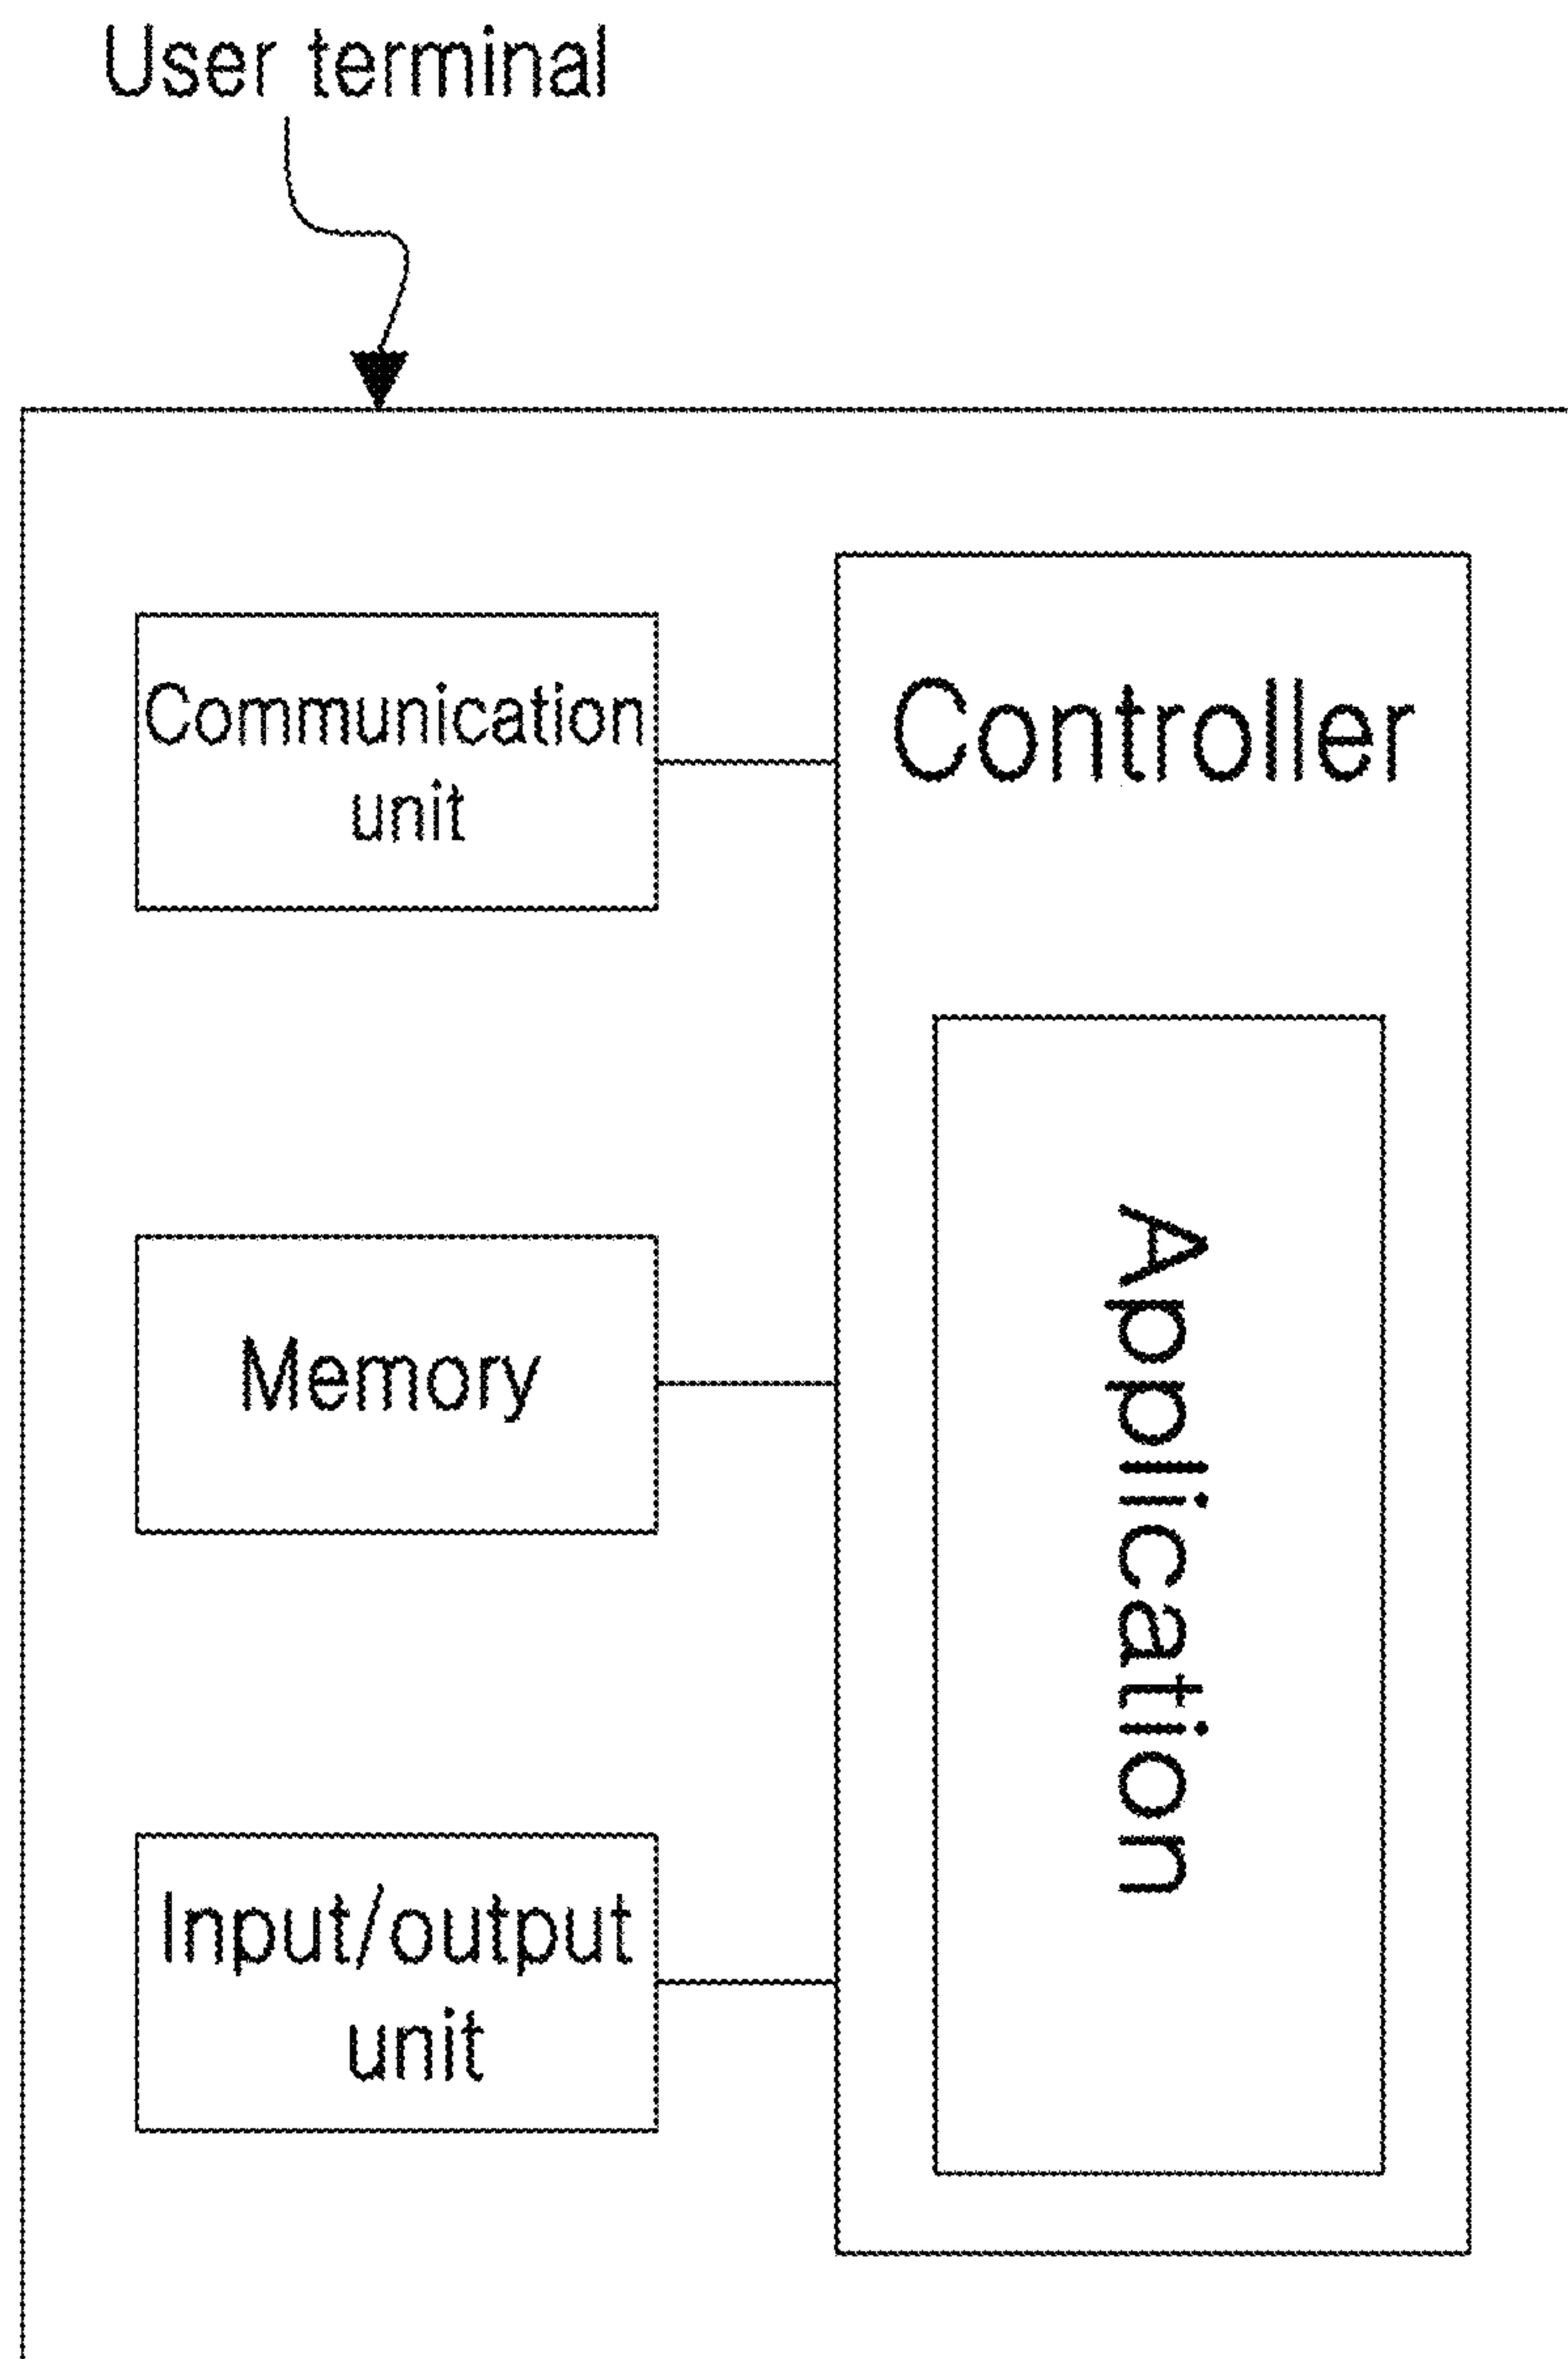 User terminal
Communication
unit
Controller
Memory
Application
Input/output
unit